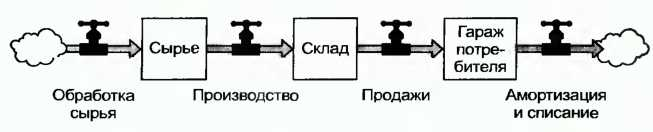 Сырье
Склад
Гараж
потре-
бителя
Обработка
сырья
Производство
Продажи
Амортизация
и списание